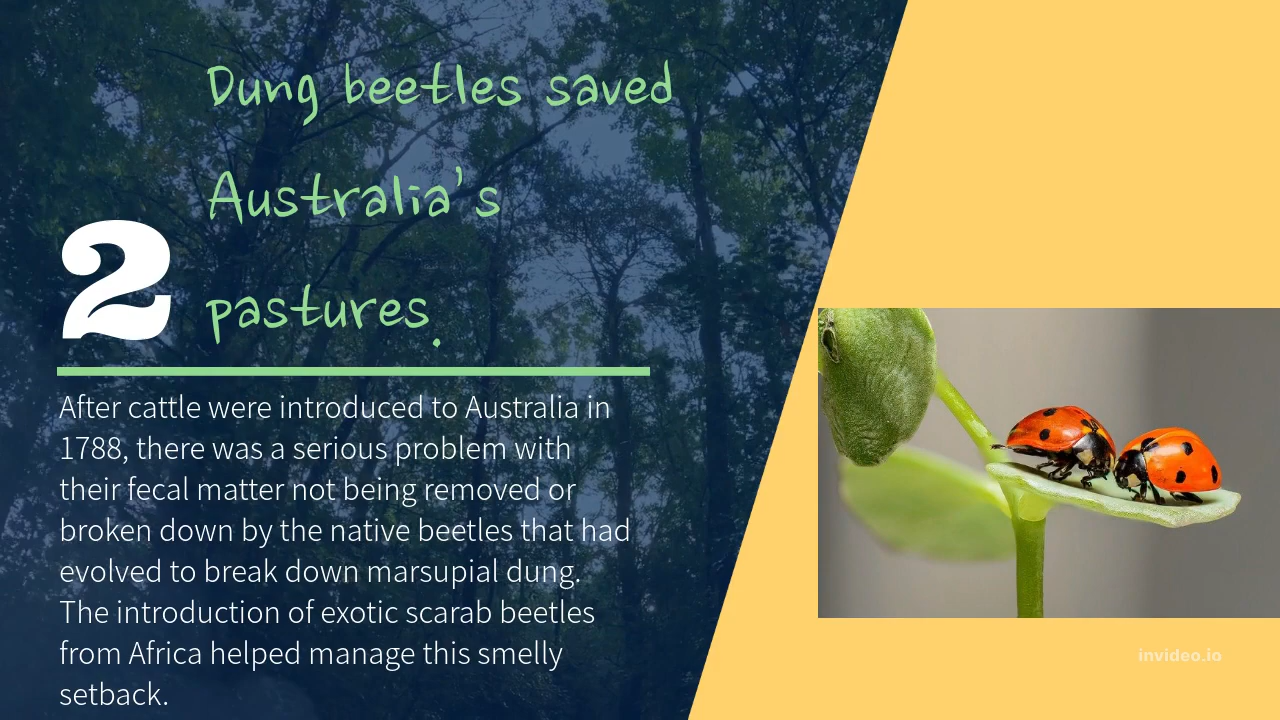 Dung beetles saved
Australia's
2 pastures.
After cattle were introduced to Australia in
1788, there was a serious problem with
their fecal matter not being removed or
broken down by the native beetles that had
evolved to break down marsupial dung.
The introduction of exotic scarab beetles
from Africa helped manage this smelly
setback.
invideo.io